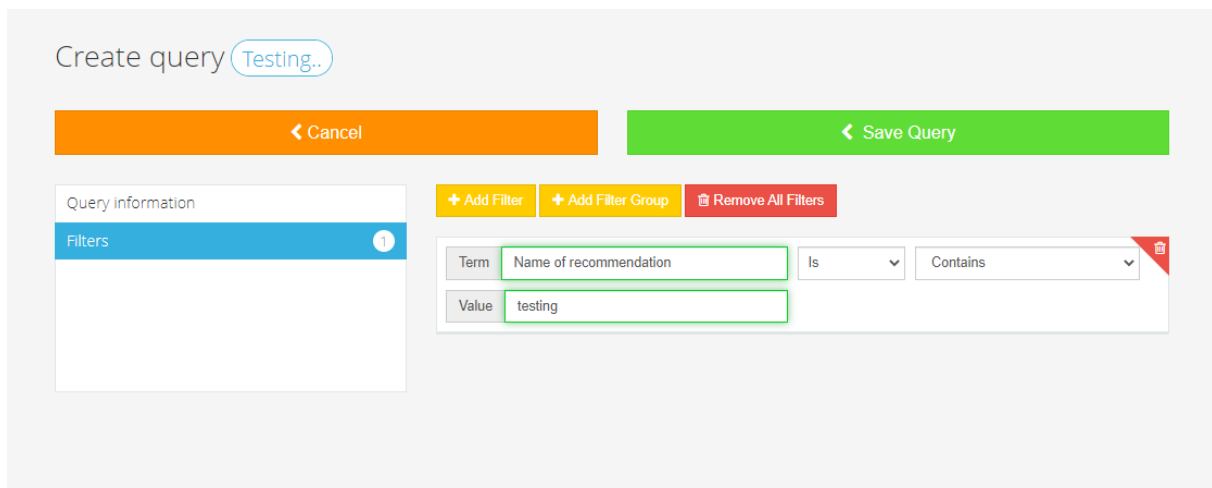 Create query Testing..
Cancel
Save Query
Query information
Filters 1
Add Filter
Add Filter Group
Remove All Filters
Term Name of recommendation Is Contains
Value testing